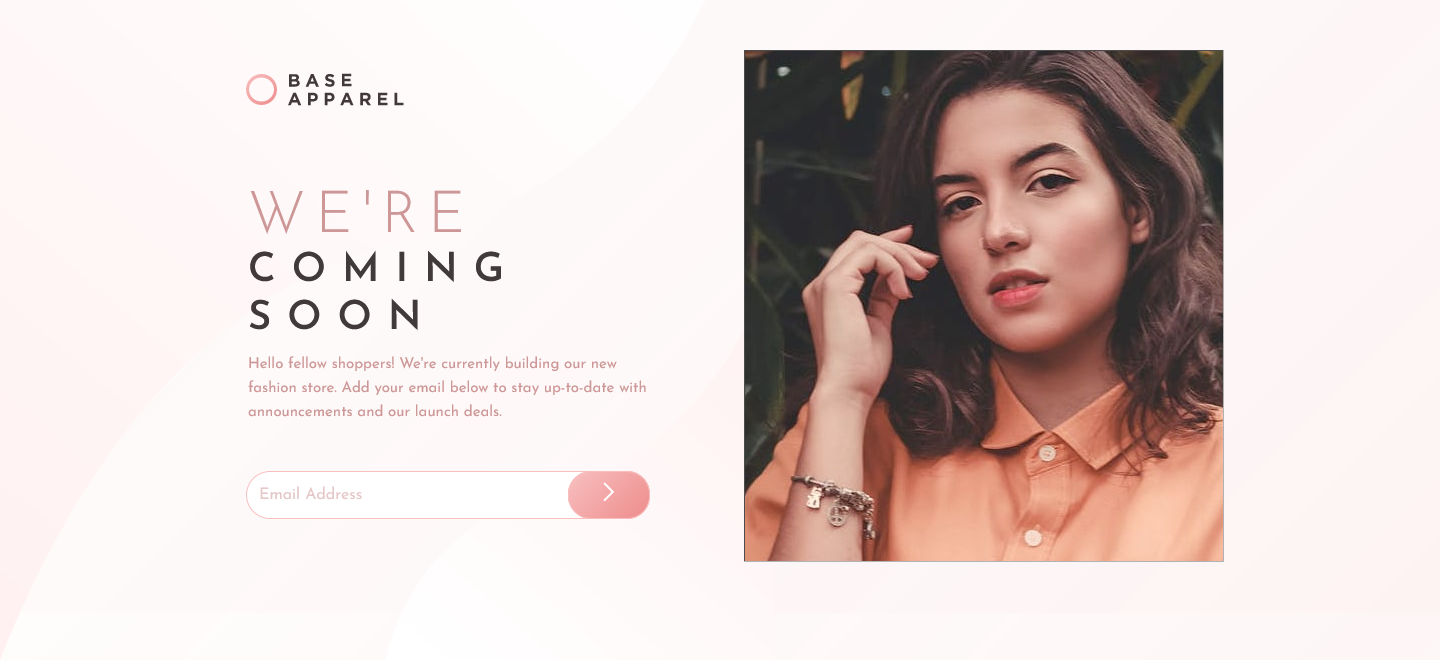 BASE
APPAREL
WE'RE
COMING
SOON
Hello fellow shoppers! We're currently building our new
fashion store. Add your email below to stay up-to-date with
announcements and our launch deals.
Email Address